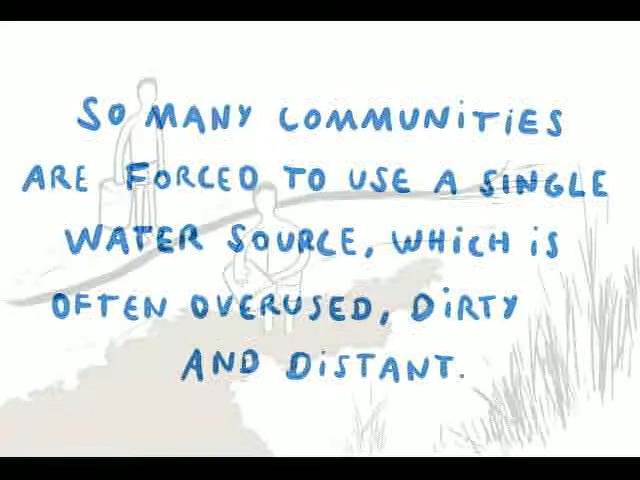 SO MANY COMMUNITIES
ARE FORCED TO USE A SINGLE
WATER SOURCE, WHICH IS
OFTEN OVERUSED, DIRTY
AND DISTANT.